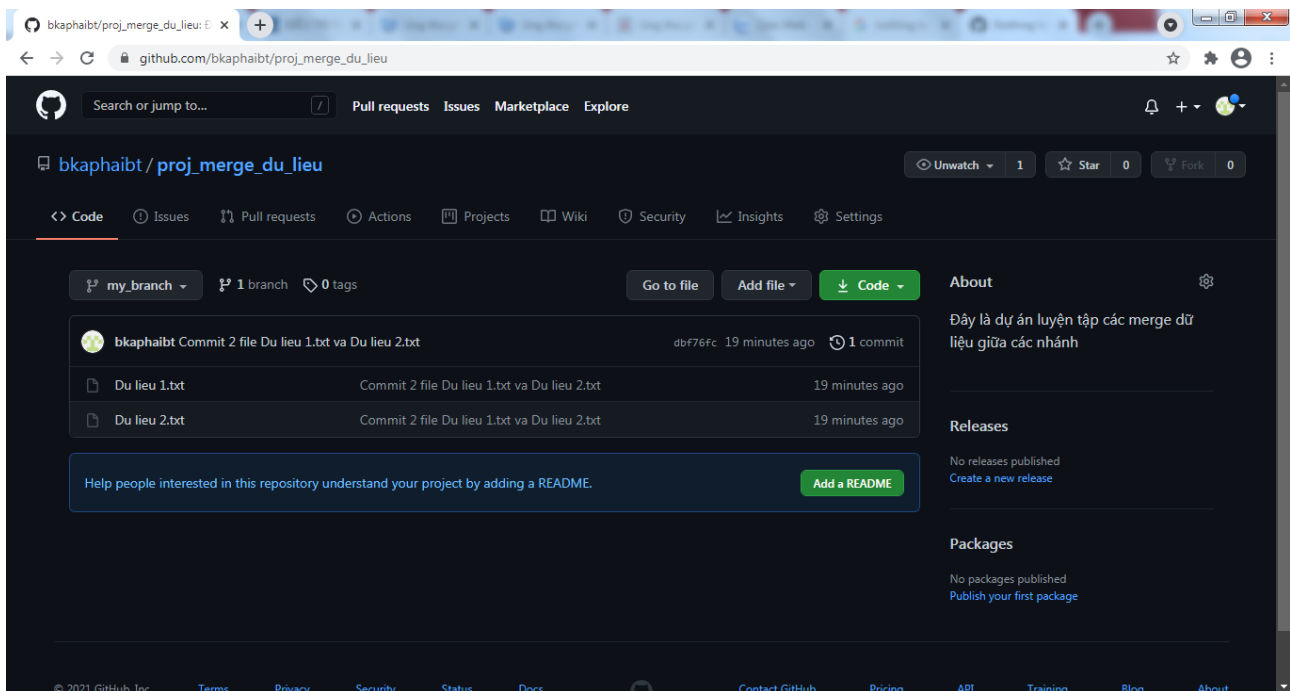 bkaphaibt/proj_merge_du_lieu: Đ
github.com/bkaphaibt/proj_merge_du_lieu
Search or jump to... / Pull requests Issues Marketplace Explore
bkaphaibt / proj_merge_du_lieu Unwatch 1 Star 0 Fork 0
Code Issues Pull requests Actions Projects Wiki Security Insights Settings
my_branch 1 branch 0 tags Go to file Add file Code
About
Đây là dự án luyện tập các merge dữ
liệu giữa các nhánh
bkaphaibt Commit 2 file Du lieu 1.txt va Du lieu 2.txt dbf76fc 19 minutes ago 1 commit
Du lieu 1.txt Commit 2 file Du lieu 1.txt va Du lieu 2.txt 19 minutes ago
Du lieu 2.txt Commit 2 file Du lieu 1.txt va Du lieu 2.txt 19 minutes ago
Help people interested in this repository understand your project by adding a README. Add a README
Releases
No releases published
Create a new release
Packages
No packages published
Publish your first package
© 2021 GitHub, Inc. Terms Privacy Security Status Docs Contact GitHub Pricing API Training Blog About